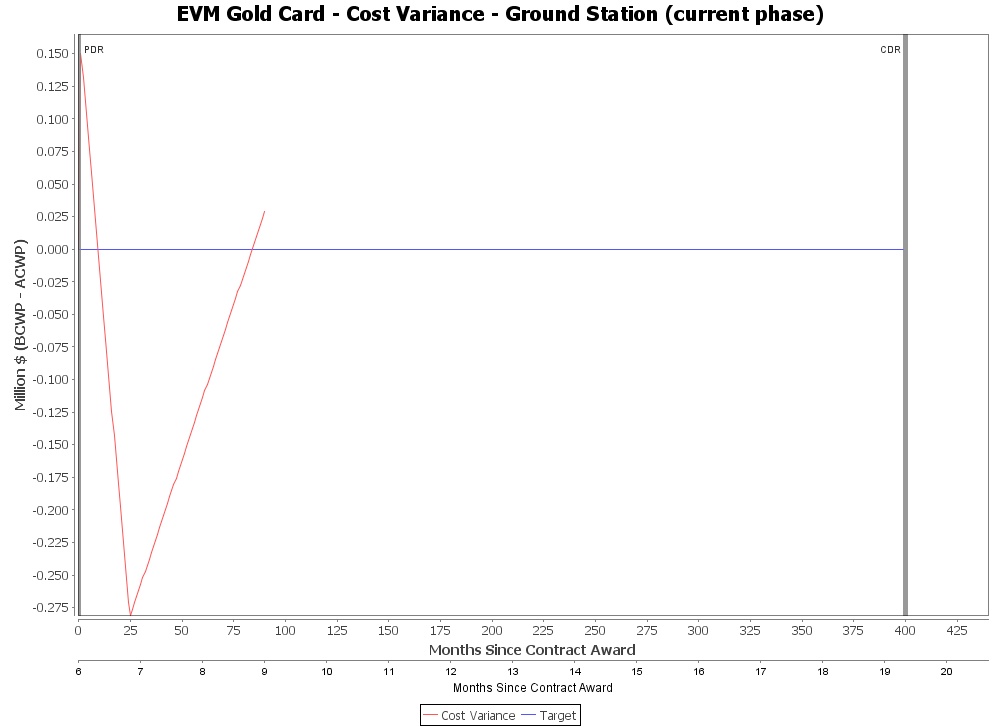 EVM Gold Card - Cost Variance - Ground Station (current phase)
PDR
CDR
0.150
0.125
0.100
0.075
0.050
0.025
0.000
-0.025
-0.050
-0.075
-0.100
-0.125
-0.150
-0.175
-0.200
-0.225
-0.250
-0.275
Million $ (BCWP - ACWP)
0 25 50 75 100 125 150 175 200 225 250 275 300 325 350 375 400 425
Months Since Contract Award
6 7 8 9 10 11 12 13 14 15 16 17 18 19 20
Months Since Contract Award
Cost Variance Target